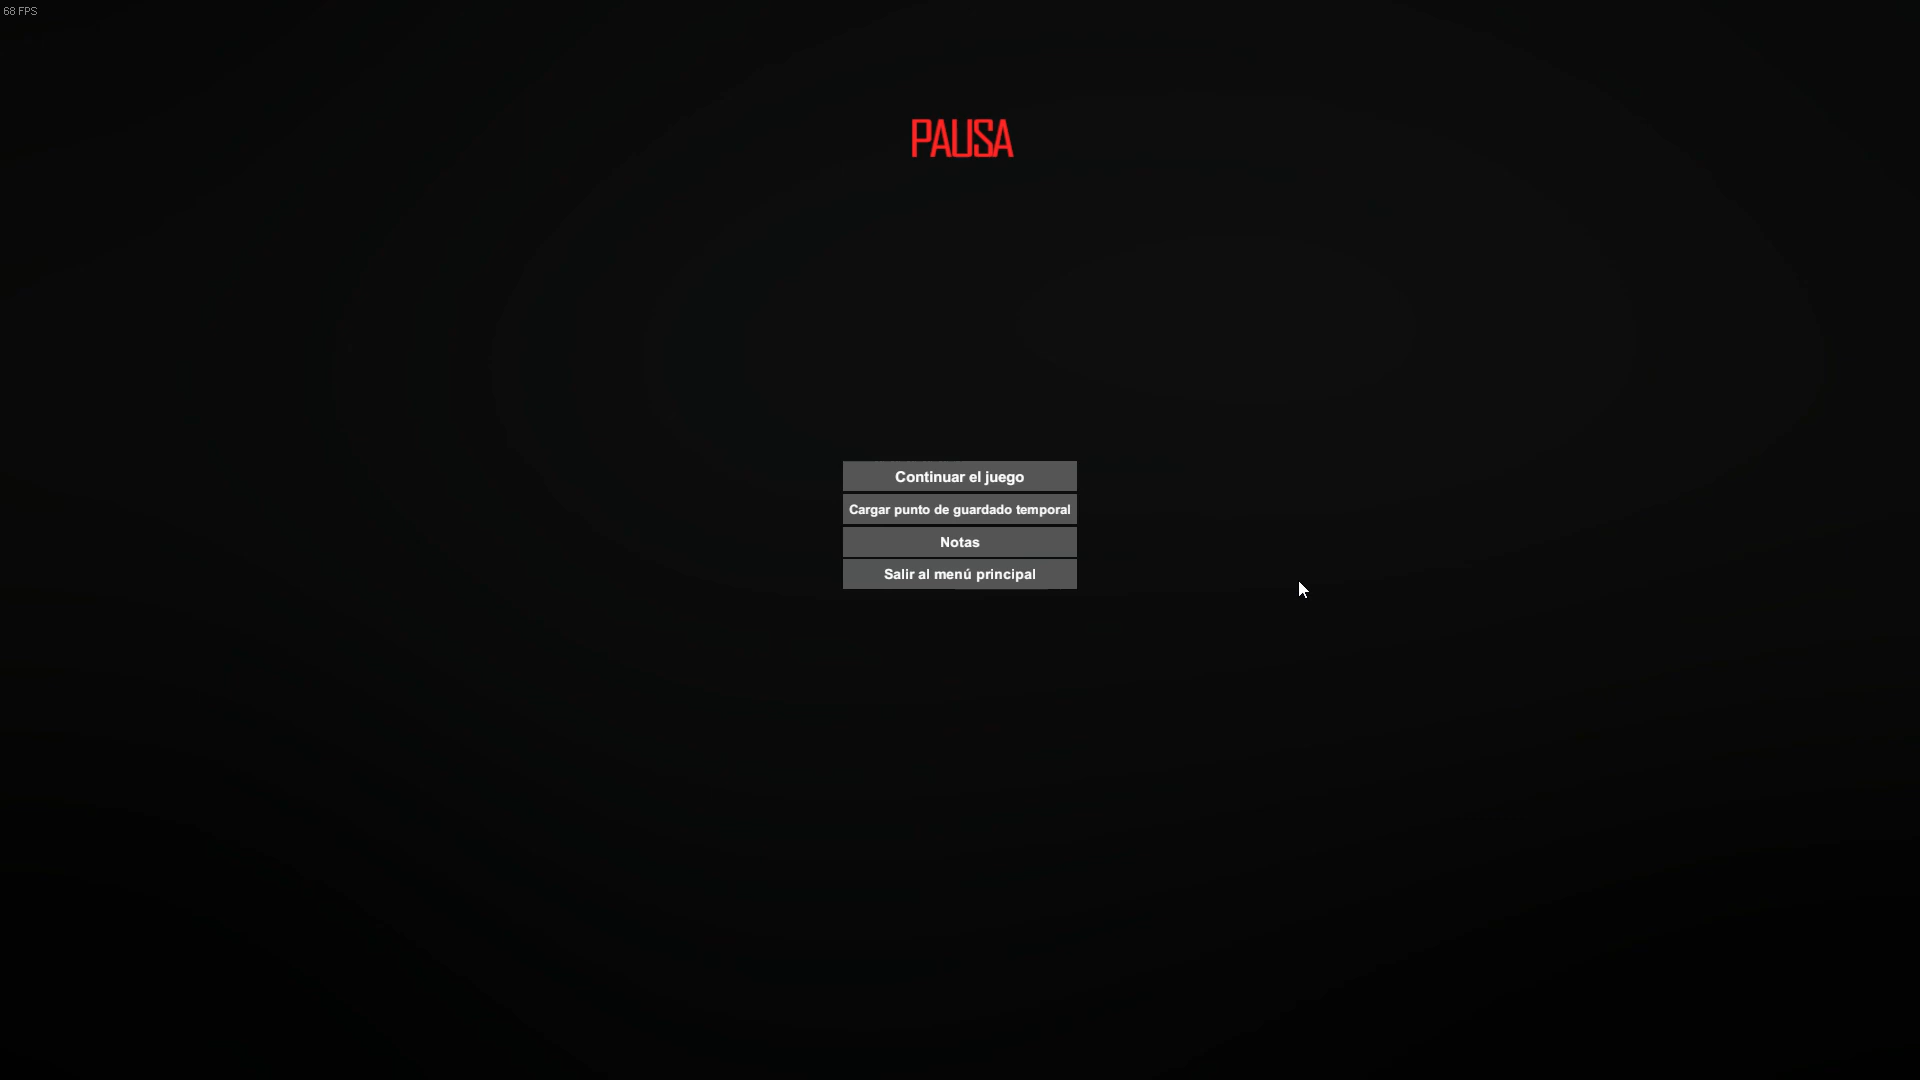 68 FPS
PAUSA
Continuar el juego
Cargar punto de guardado temporal
Notas
Salir al menú principal